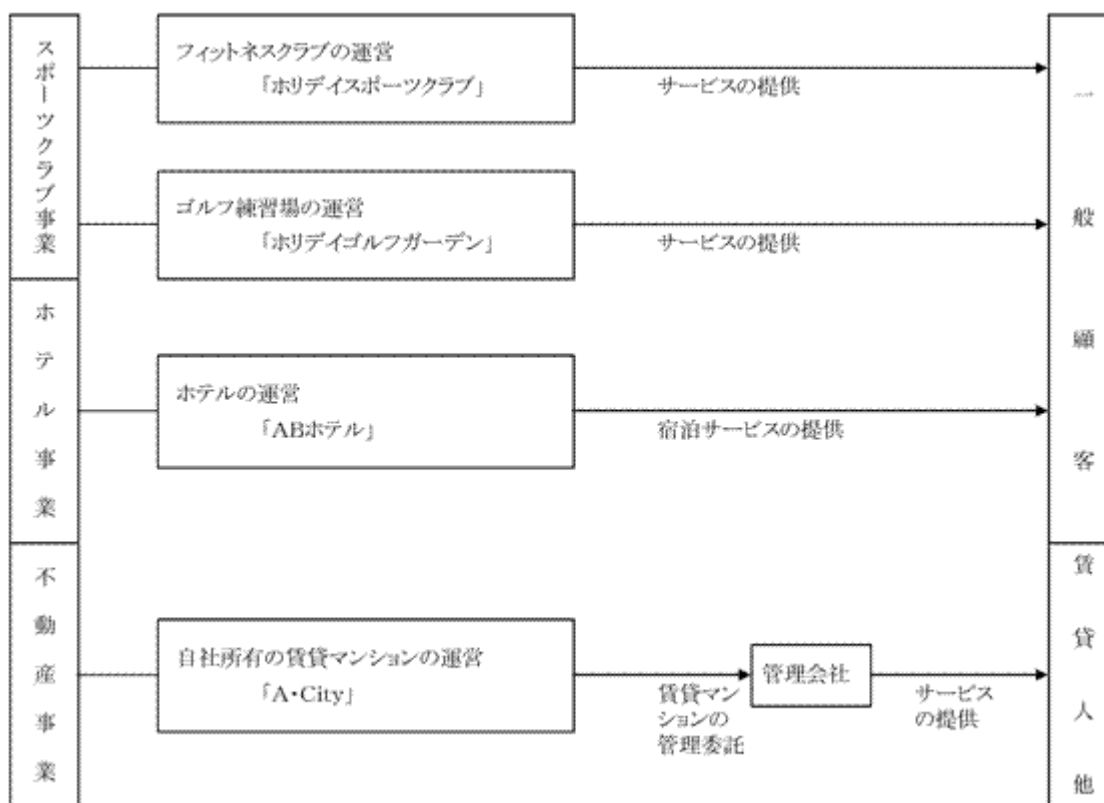 スポーツクラブ事業
フィットネスクラブの運営
「ホリデイスポーツクラブ」
サービスの提供
ゴルフ練習場の運営
「ホリデイゴルフガーデン」
サービスの提供
般顧客
ホテル事業
ホテルの運営
「ABホテル」
宿泊サービスの提供
不動産事業
自社所有の賃貸マンションの運営
「A・City」
賃貸マン
ションの
管理委託
管理会社
サービス
の提供
賃貸人他